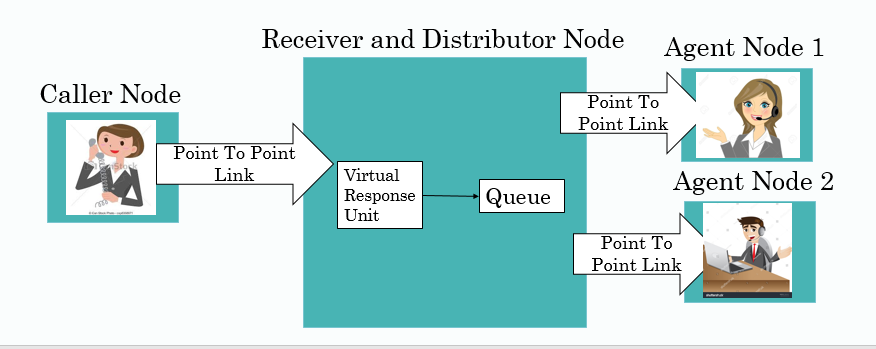 Receiver and Distributor Node
Agent Node 1
Caller Node
Point To
Point Link
Point To Point
Link
Virtual
Response
Unit
Queue
Agent Node 2
Point To
Point Link